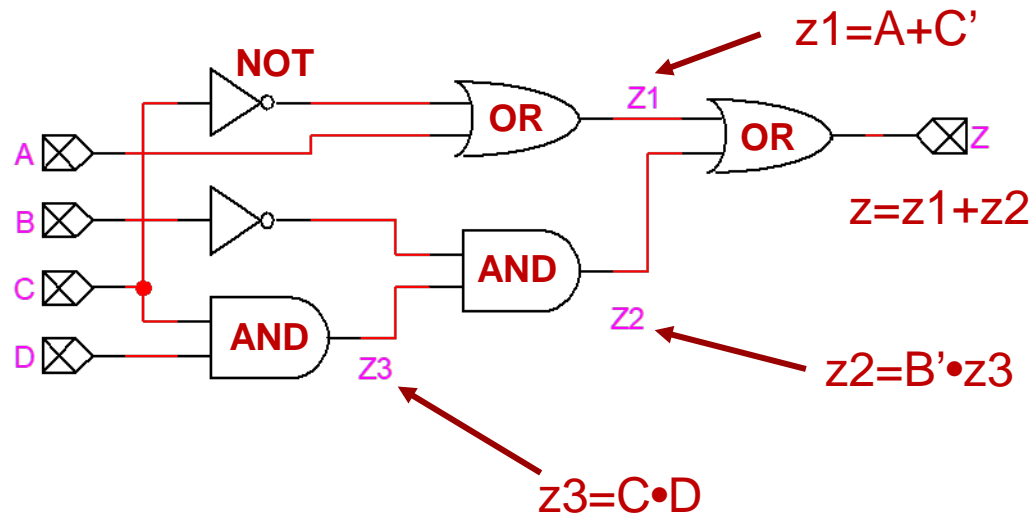 z1=A+C’
NOT
Z1
OR
OR
A
Z
B
z=z1+z2
AND
C
Z2
AND
D
Z3
z2=B’•z3
z3=C•D